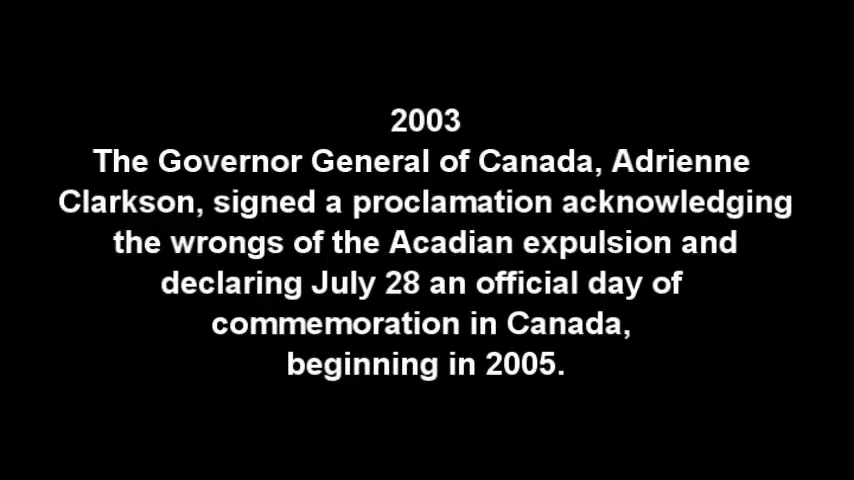 2003
The Governor General of Canada, Adrienne
Clarkson, signed a proclamation acknowledging
the wrongs of the Acadian expulsion and
declaring July 28 an official day of
commemoration in Canada,
beginning in 2005.